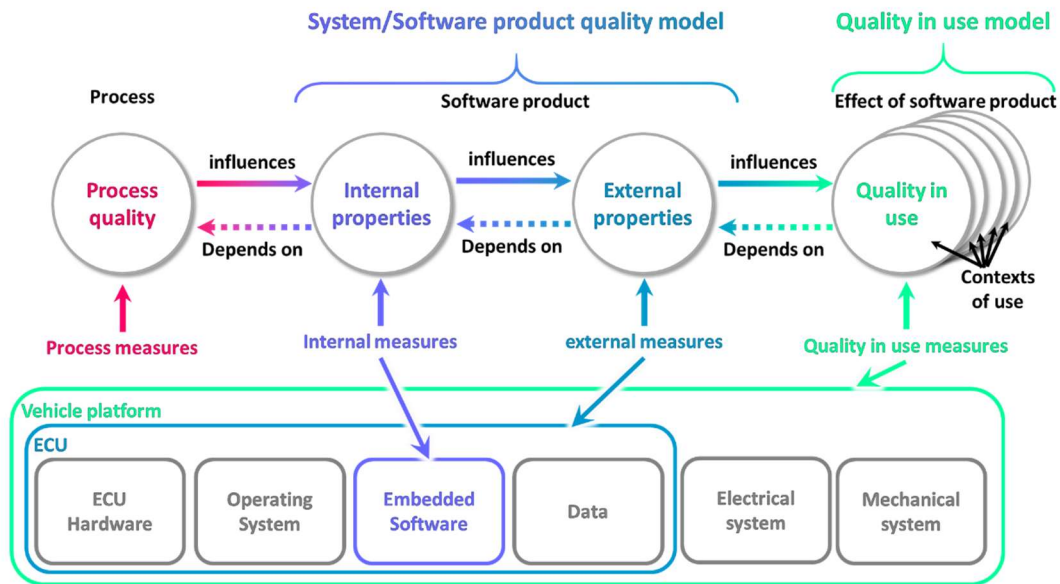 System/Software product quality model
Quality in use model
Process
Software product
Effect of software product
influences
influences
influences
Process
quality
Internal
properties
External
properties
Quality in
use
Depends on
Depends on
Depends on
Contexts
of use
Process measures
Internal measures
external measures
Quality in use measures
Vehicle platform
ECU
ECU
Hardware
Operating
System
Embedded
Software
Data
Electrical
system
Mechanical
system